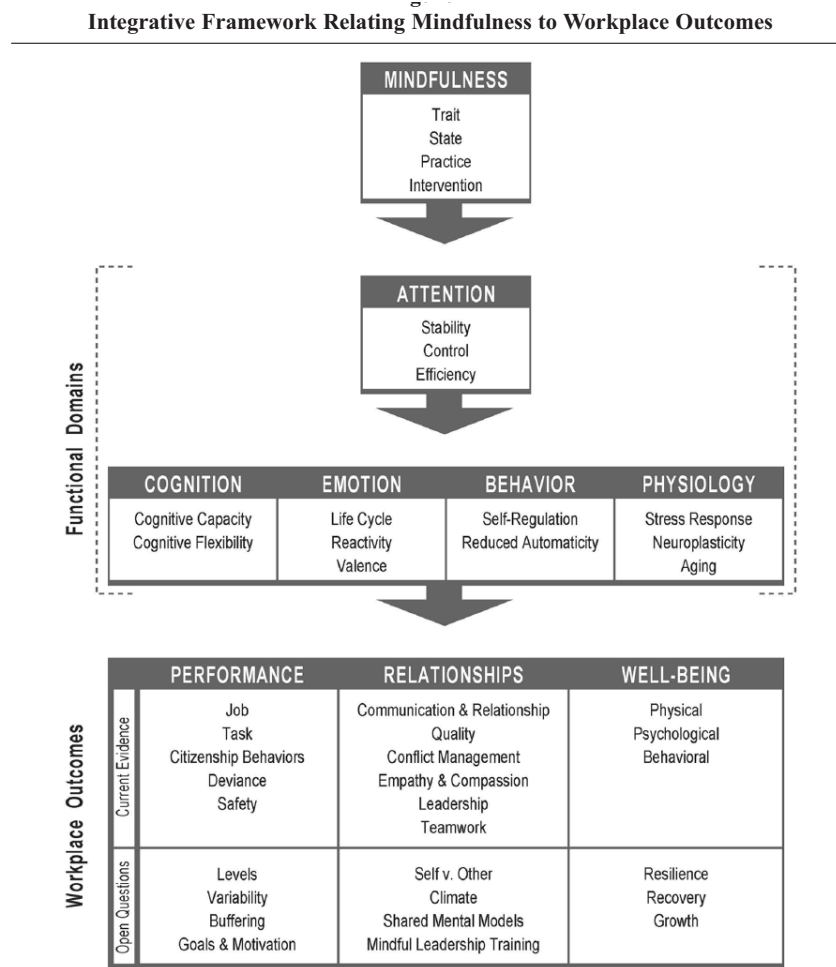 Integrative Framework Relating Mindfulness to Workplace Outcomes
MINDFULNESS
Trait
State
Practice
Intervention
Functional Domains
ATTENTION
Stability
Control
Efficiency
COGNITION
Cognitive Capacity
Cognitive Flexibility
EMOTION
Life Cycle
Reactivity
Valence
BEHAVIOR
Self-Regulation
Reduced Automaticity
PHYSIOLOGY
Stress Response
Neuroplasticity
Aging
Workplace Outcomes
PERFORMANCE
RELATIONSHIPS
WELL-BEING
Current Evidence
Job
Task
Citizenship Behaviors
Deviance
Safety
Communication & Relationship
Quality
Conflict Management
Empathy & Compassion
Leadership
Teamwork
Physical
Psychological
Behavioral
Open Questions
Levels
Variability
Buffering
Goals & Motivation
Self v. Other
Climate
Shared Mental Models
Mindful Leadership Training
Resilience
Recovery
Growth